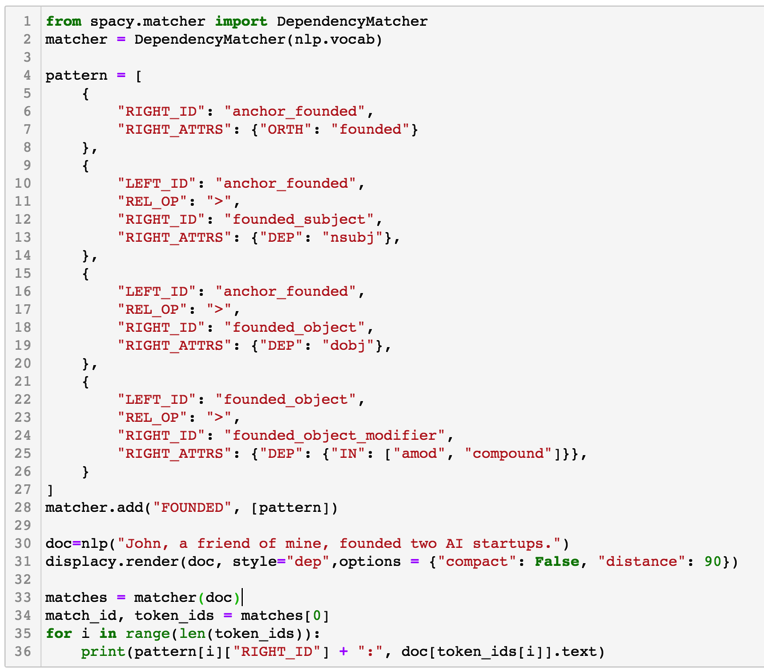 1 from spacy.matcher import DependencyMatcher
2 matcher = DependencyMatcher(nlp.vocab)
3
4 pattern = [
5     {
6         "RIGHT_ID": "anchor_founded",
7         "RIGHT_ATTRS": {"ORTH": "founded"}
8     },
9     {
10         "LEFT_ID": "anchor_founded",
11         "REL_OP": ">",
12         "RIGHT_ID": "founded_subject",
13         "RIGHT_ATTRS": {"DEP": "nsubj"},
14     },
15     {
16         "LEFT_ID": "anchor_founded",
17         "REL_OP": ">",
18         "RIGHT_ID": "founded_object",
19         "RIGHT_ATTRS": {"DEP": "dobj"},
20     },
21     {
22         "LEFT_ID": "founded_object",
23         "REL_OP": ">",
24         "RIGHT_ID": "founded_object_modifier",
25         "RIGHT_ATTRS": {"DEP": {"IN": ["amod", "compound"]}},
26     }
27 ]
28 matcher.add("FOUNDED", [pattern])
29
30 doc=nlp("John, a friend of mine, founded two AI startups.")
31 displacy.render(doc, style="dep",options = {"compact": False, "distance": 90})
32
33 matches = matcher(doc)
34 match_id, token_ids = matches[0]
35 for i in range(len(token_ids)):
36     print(pattern[i]["RIGHT_ID"] + ":", doc[token_ids[i]].text)